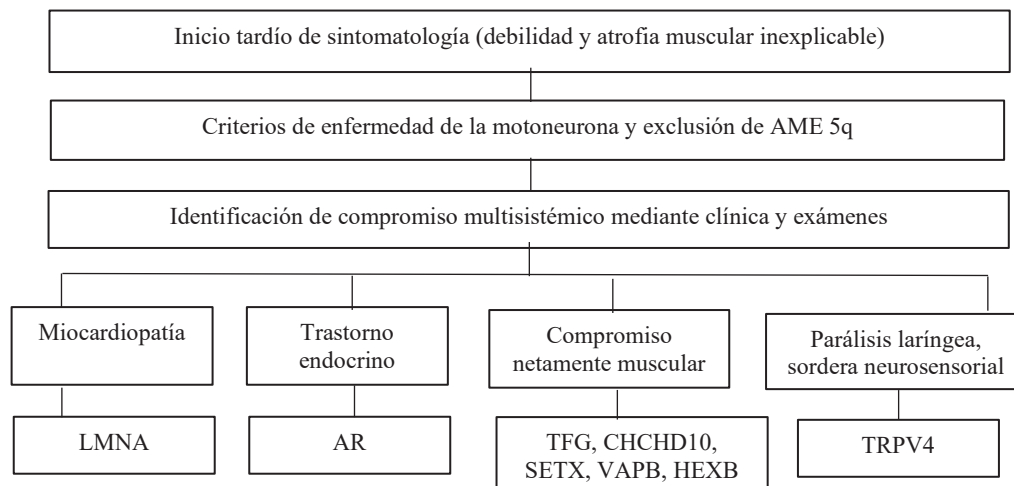 Inicio tardío de sintomatología (debilidad y atrofia muscular inexplicable)
Criterios de enfermedad de la motoneurona y exclusión de AME 5q
Identificación de compromiso multisistémico mediante clínica y exámenes
Miocardiopatía
Trastorno
endocrino
Compromiso
netamente muscular
Parálisis laríngea,
sordera neurosensorial
LMNA
AR
TFG, CHCHD10,
SETX, VAPB, HEXB
TRPV4